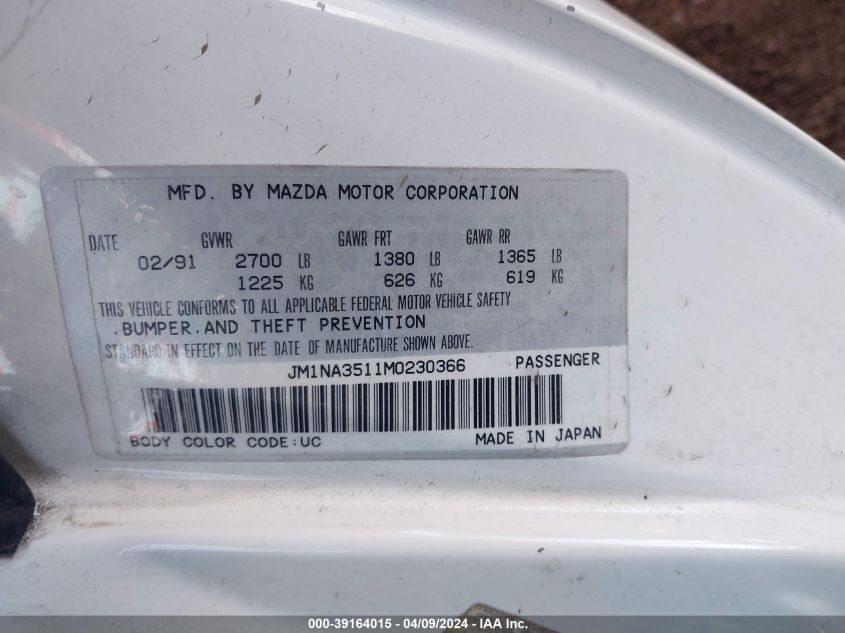 MFD. BY MAZDA MOTOR CORPORATION
DATE GVWR GAWR FRT GAWR RR
02/91 2700 LB 1380 LB 1365 LB
1225 KG 626 KG 619 KG
THIS VEHICLE CONFORMS TO ALL APPLICABLE FEDERAL MOTOR VEHICLE SAFETY
,BUMPER,AND THEFT PREVENTION
STANDARD IN EFFECT ON THE DATE OF MANUFACTURE SHOWN ABOVE.
JM1NA3511M0230366 PASSENGER
BODY COLOR CODE:UC MADE IN JAPAN
000-39164015 - 04/09/2024 - IAA Inc.